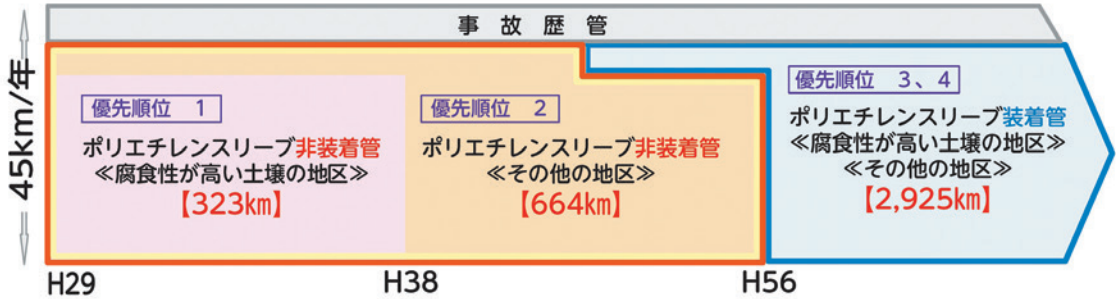 事故歴管
45km/年
優先順位 1
ポリエチレンスリーブ非装着管
≪腐食性が高い土壌の地区≫
【323km】
優先順位 2
ポリエチレンスリーブ非装着管
≪その他の地区≫
【664km】
優先順位 3、4
ポリエチレンスリーブ装着管
≪腐食性が高い土壌の地区≫
≪その他の地区≫
【2,925km】
H29
H38
H56